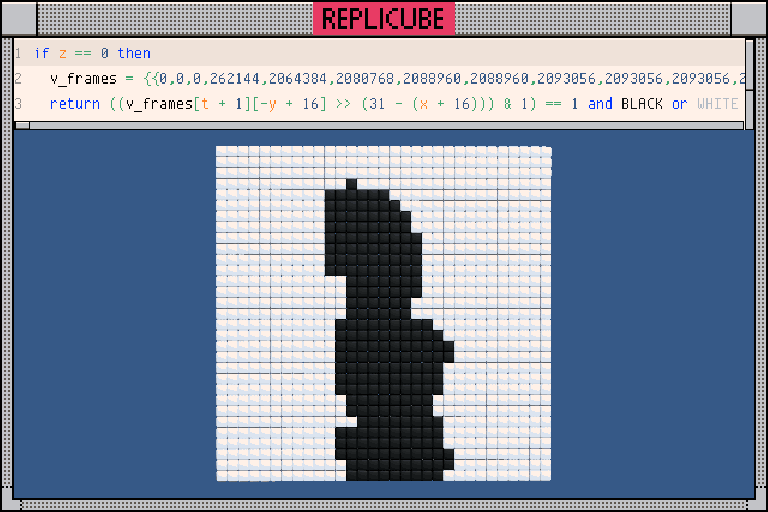 REPLICUBE
1 if z == 0 then
2 v_frames = {{0,0,0,262144,2064384,2080768,2088960,2088960,2093056,2093056,2093056,2
3 return ((v_frames[t + 1][-y + 16] >> (31 - (x + 16))) & 1) == 1 and BLACK or WHITE